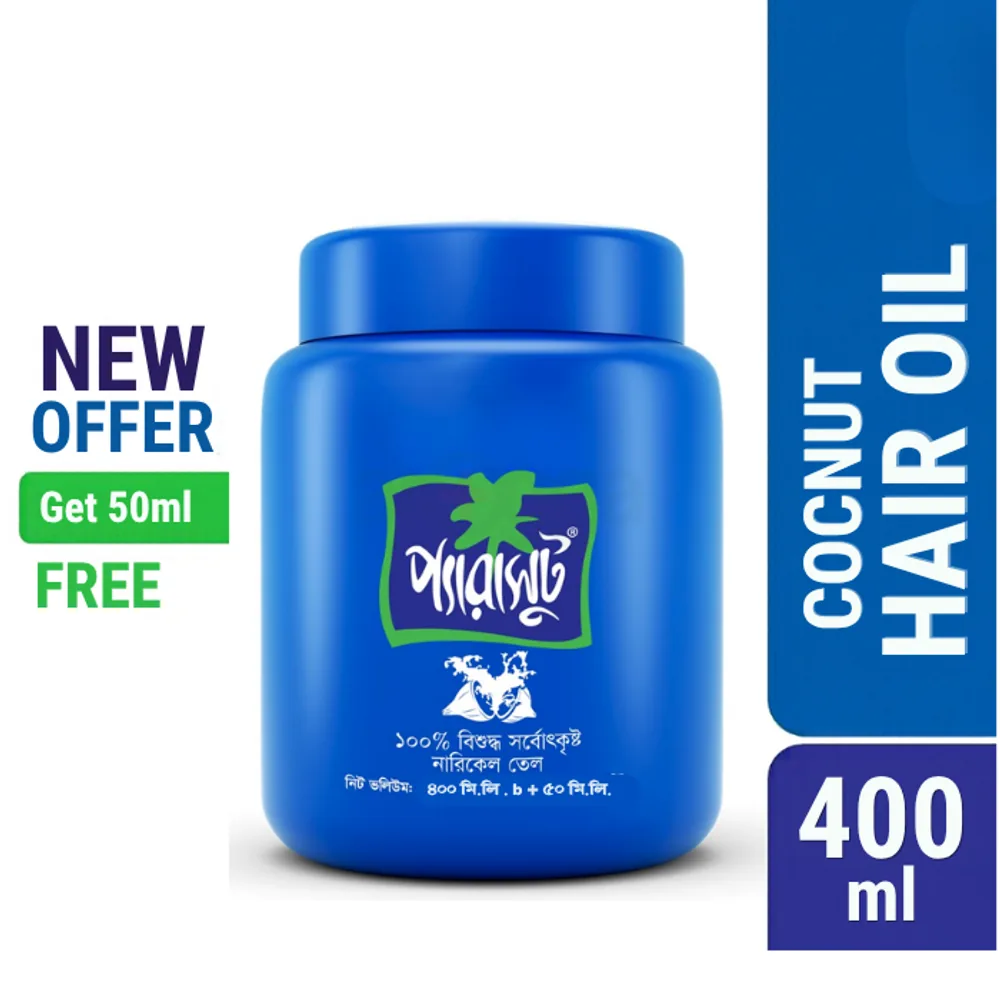 NEW
OFFER
Get 50ml
FREE
প্যারাসুট®
১০০% বিশুদ্ধ সর্বোৎকৃষ্ট
নারিকেল তেল
নিট ভলিউম: ৪০০ মি.লি . b + ৫০ মি.লি.
COCNUT
HAIR OIL
400
ml